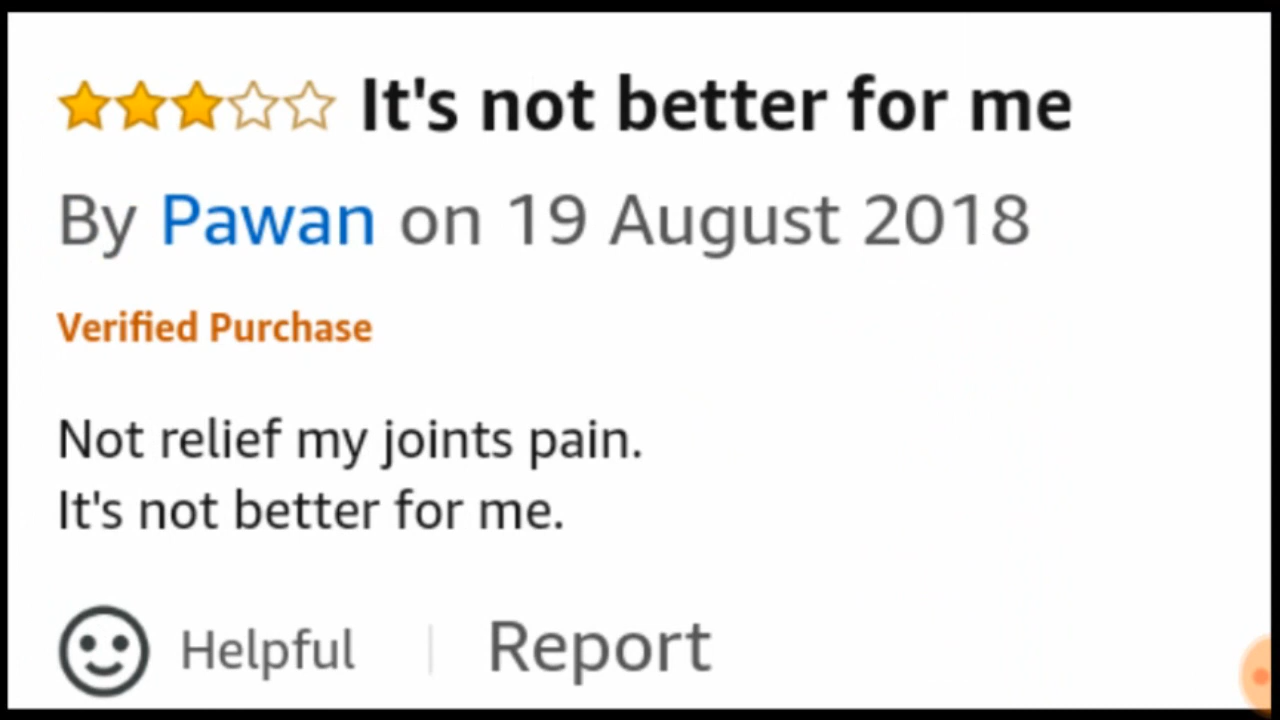 It's not better for me
By Pawan on 19 August 2018
Verified Purchase
Not relief my joints pain.
It's not better for me.
Helpful | Report